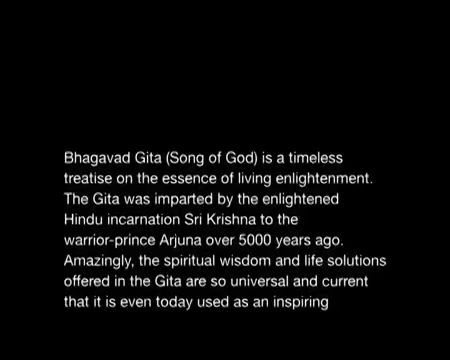 Bhagavad Gita (Song of God) is a timeless
treatise on the essence of living enlightenment.
The Gita was imparted by the enlightened
Hindu incarnation Sri Krishna to the
warrior-prince Arjuna over 5000 years ago.
Amazingly, the spiritual wisdom and life solutions
offered in the Gita are so universal and current
that it is even today used as an inspiring